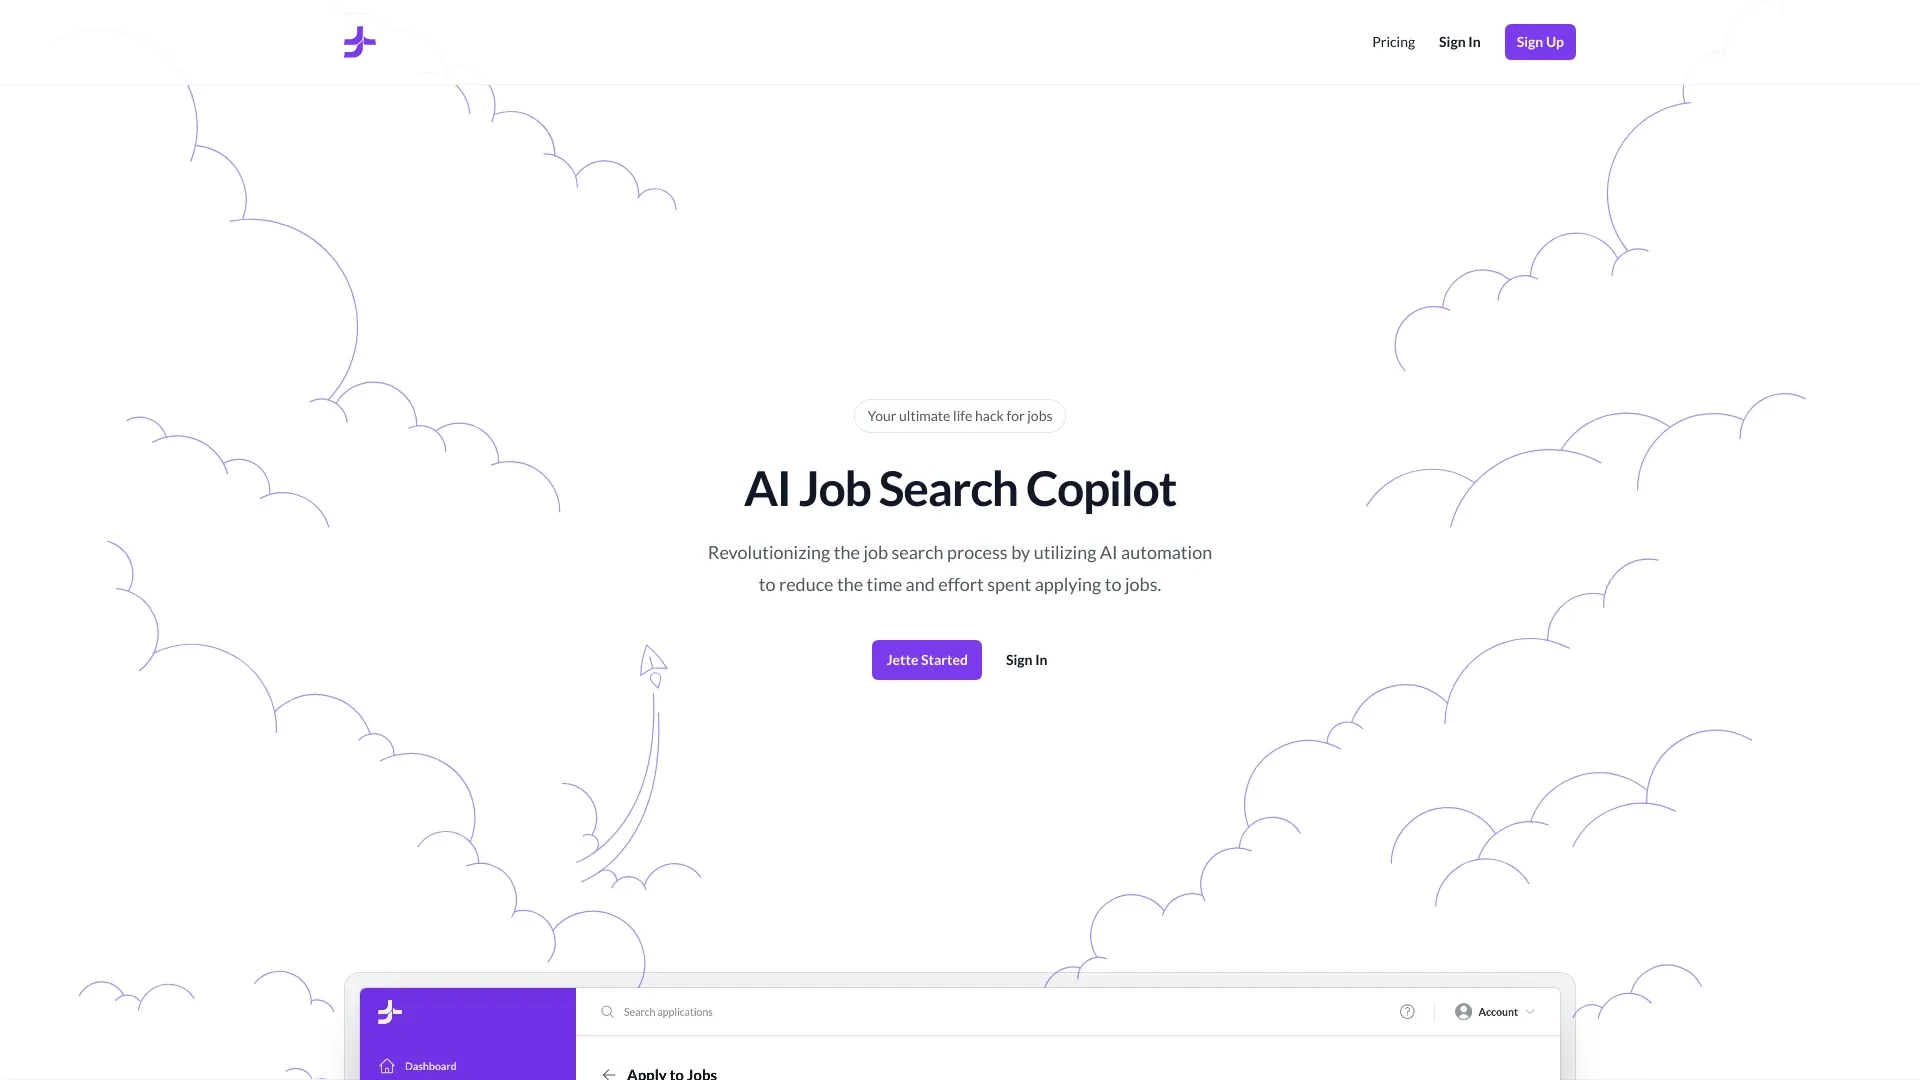 Pricing
Sign In
Sign Up
Your ultimate life hack for jobs
AI Job Search Copilot
Revolutionizing the job search process by utilizing AI automation
to reduce the time and effort spent applying to jobs.
Jette Started
Sign In
Search applications
Account
Dashboard
Apply to Jobs